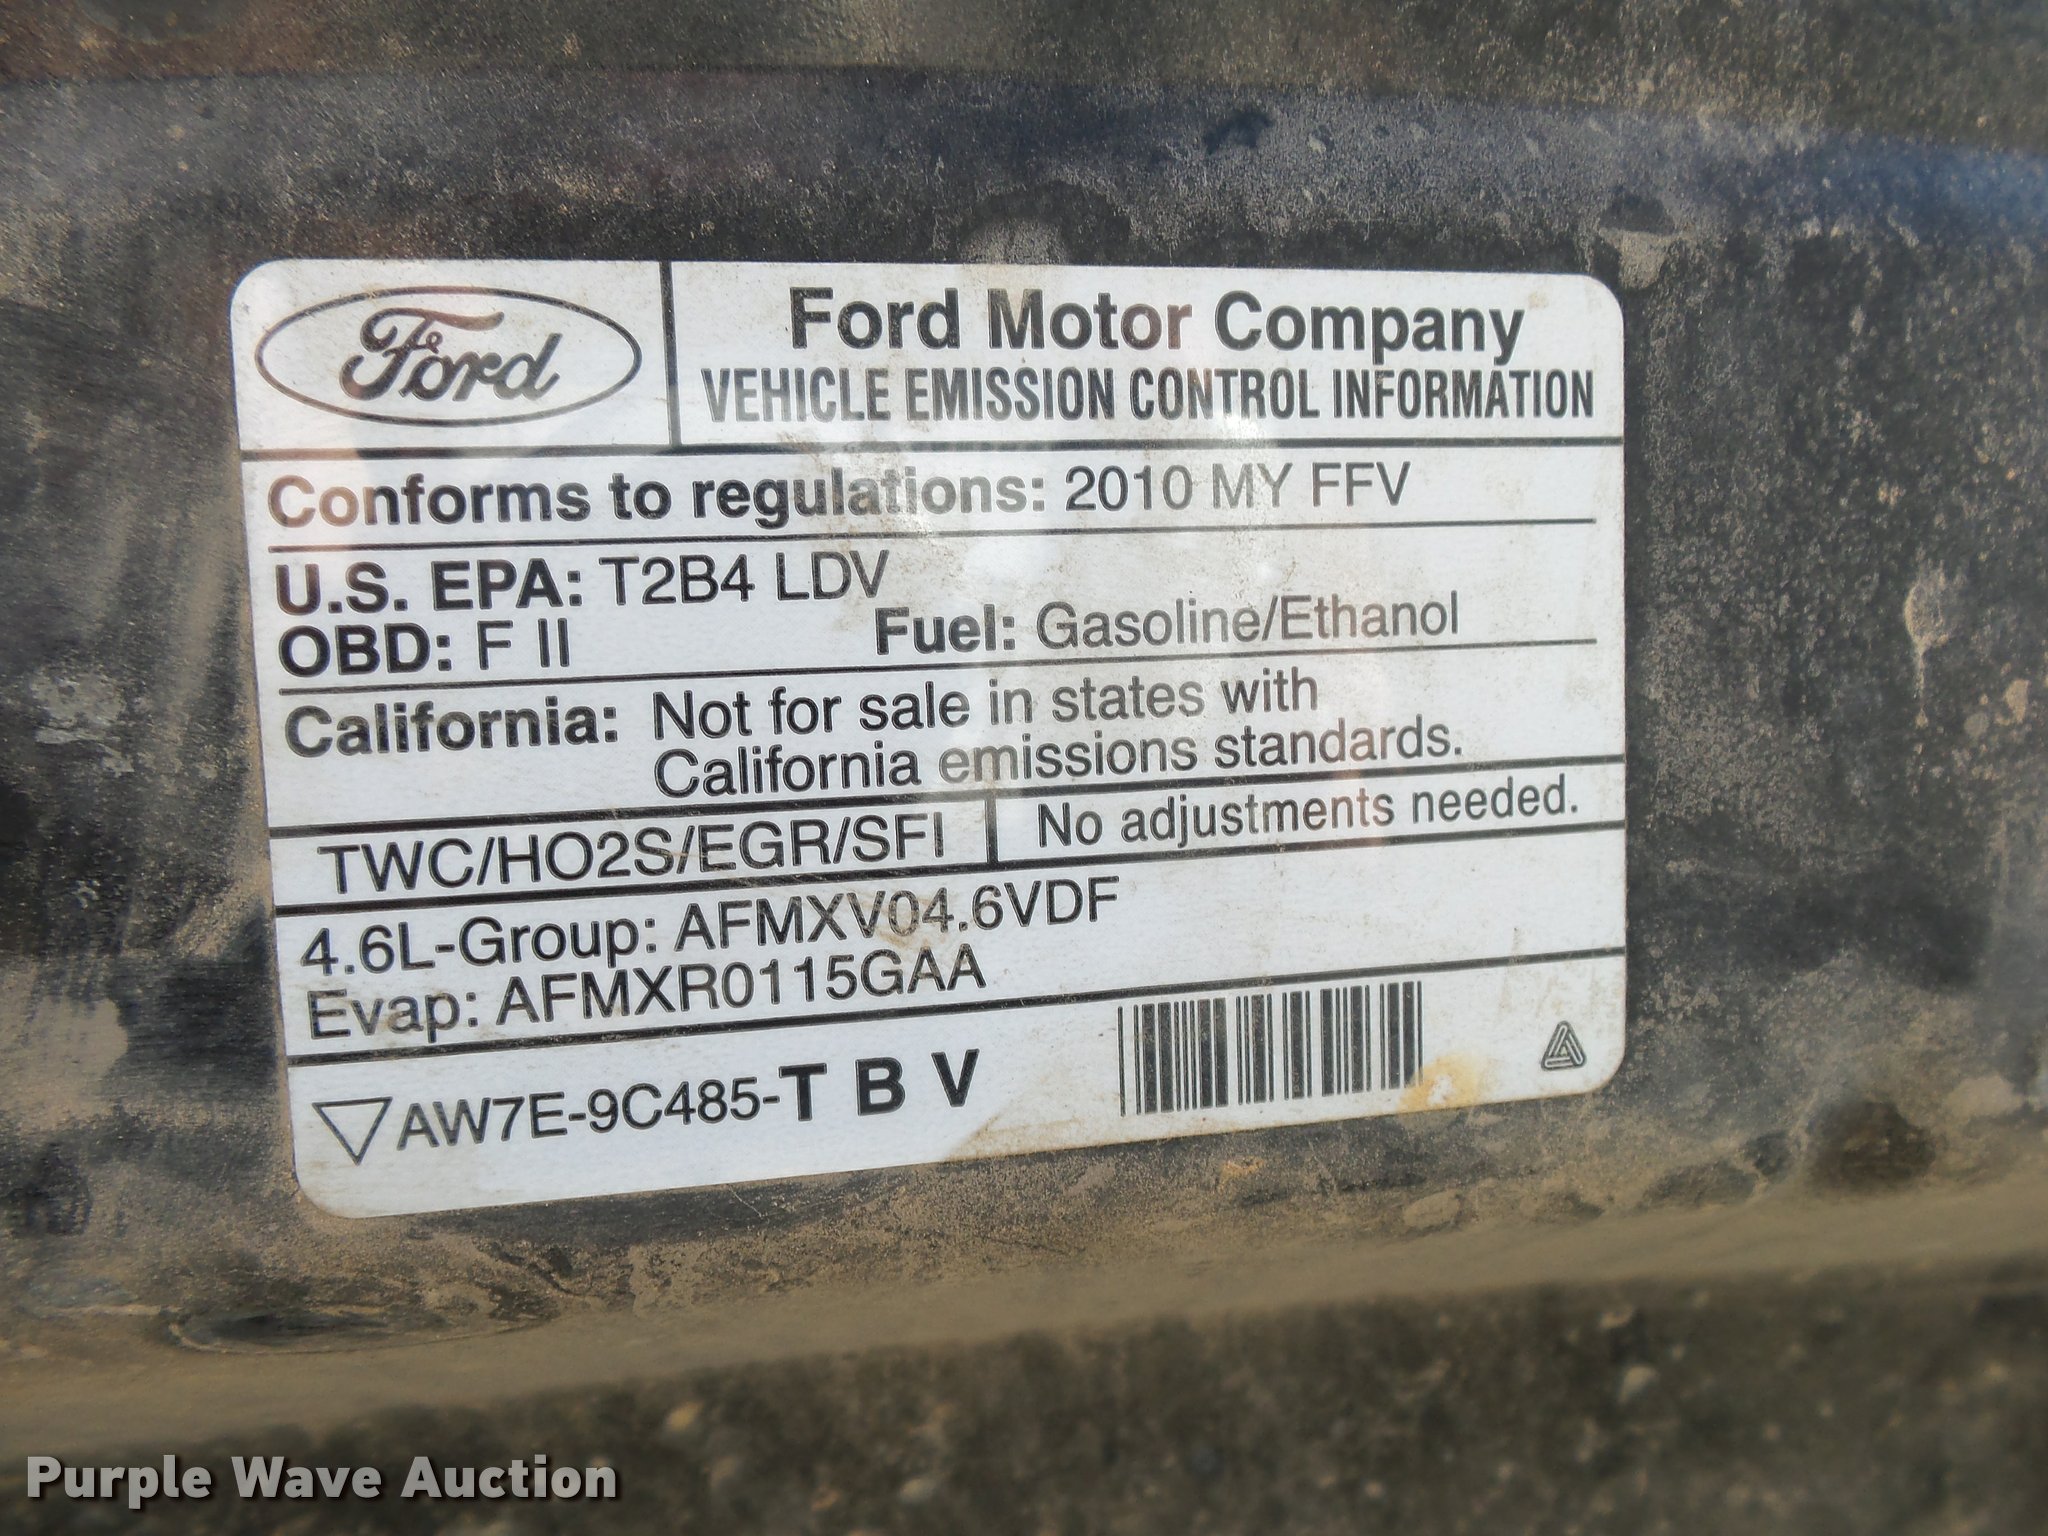 Ford
Ford Motor Company
VEHICLE EMISSION CONTROL INFORMATION
Conforms to regulations: 2010 MY FFV
U.S. EPA: T2B4 LDV
OBD: F II Fuel: Gasoline/Ethanol
California: Not for sale in states with
California emissions standards.
TWC/HO2S/EGR/SFI No adjustments needed.
4.6L-Group: AFMXV04.6VDF
Evap: AFMXR0115GAA
AW7E-9C485-T B V
Purple Wave Auction